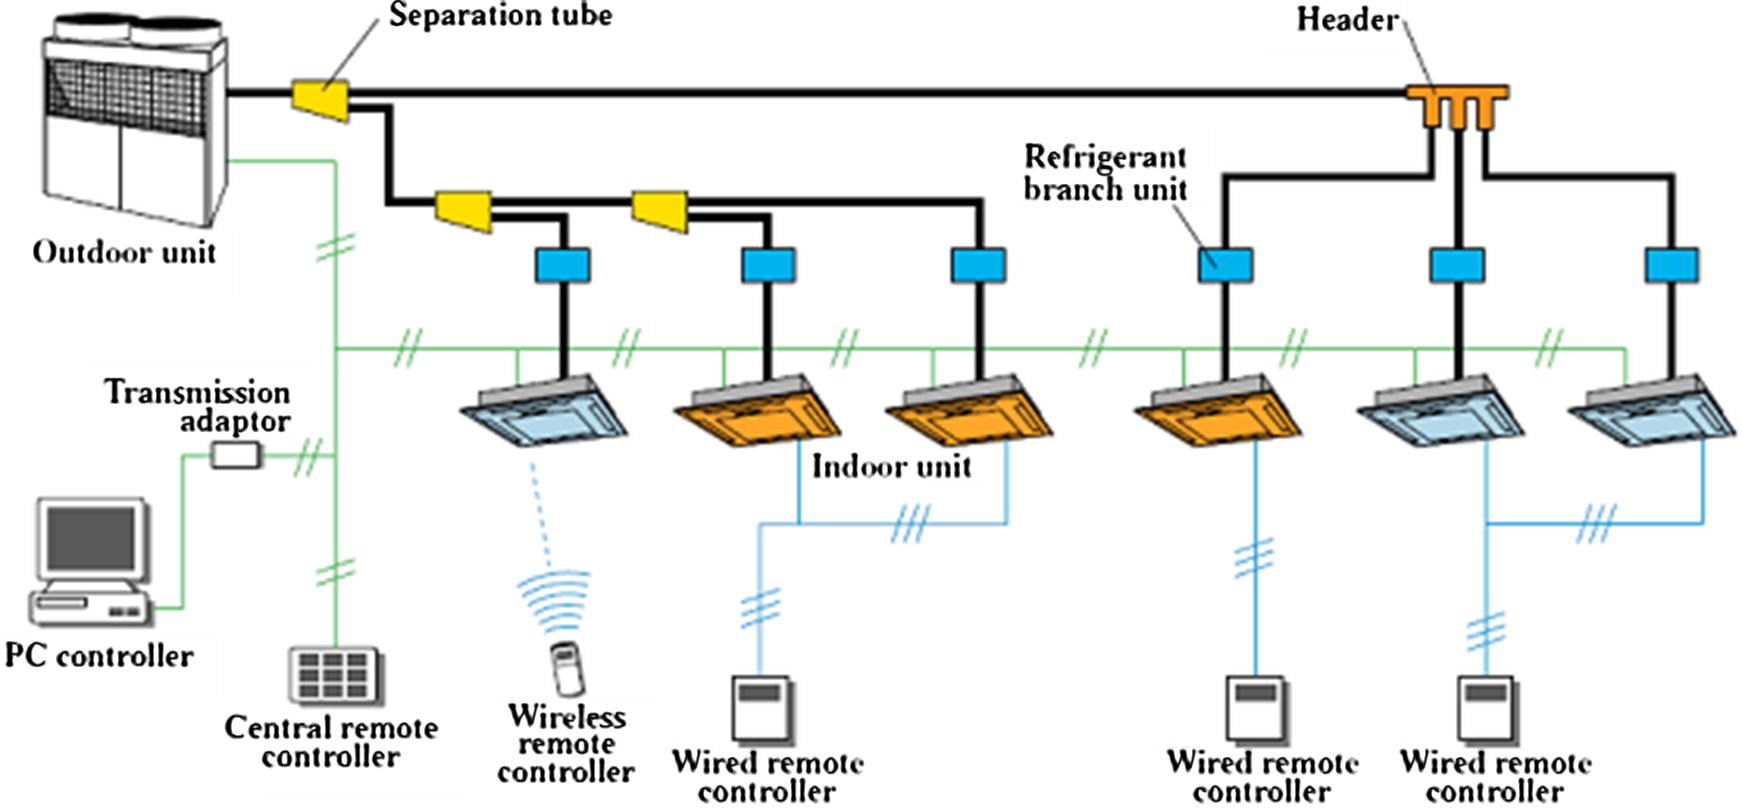 Separation tube
Header
Refrigerant
branch unit
Outdoor unit
Transmission
adaptor
Indoor unit
PC controller
Central remote
controller
Wireless
remote
controller
Wired remote
controller
Wired remote
controller
Wired remote
controller